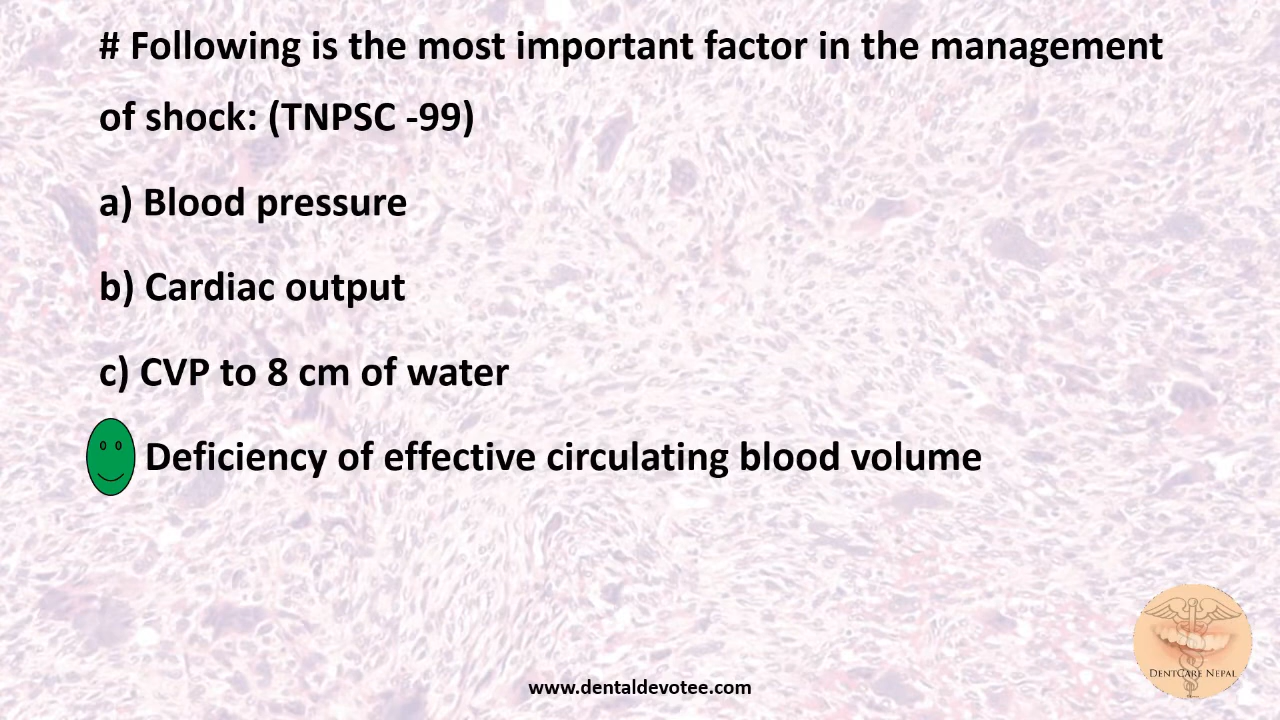 # Following is the most important factor in the management
of shock: (TNPSC -99)
a) Blood pressure
b) Cardiac output
c) CVP to 8 cm of water
Deficiency of effective circulating blood volume
DENTCARE NEPAL
www.dentaldevotee.com